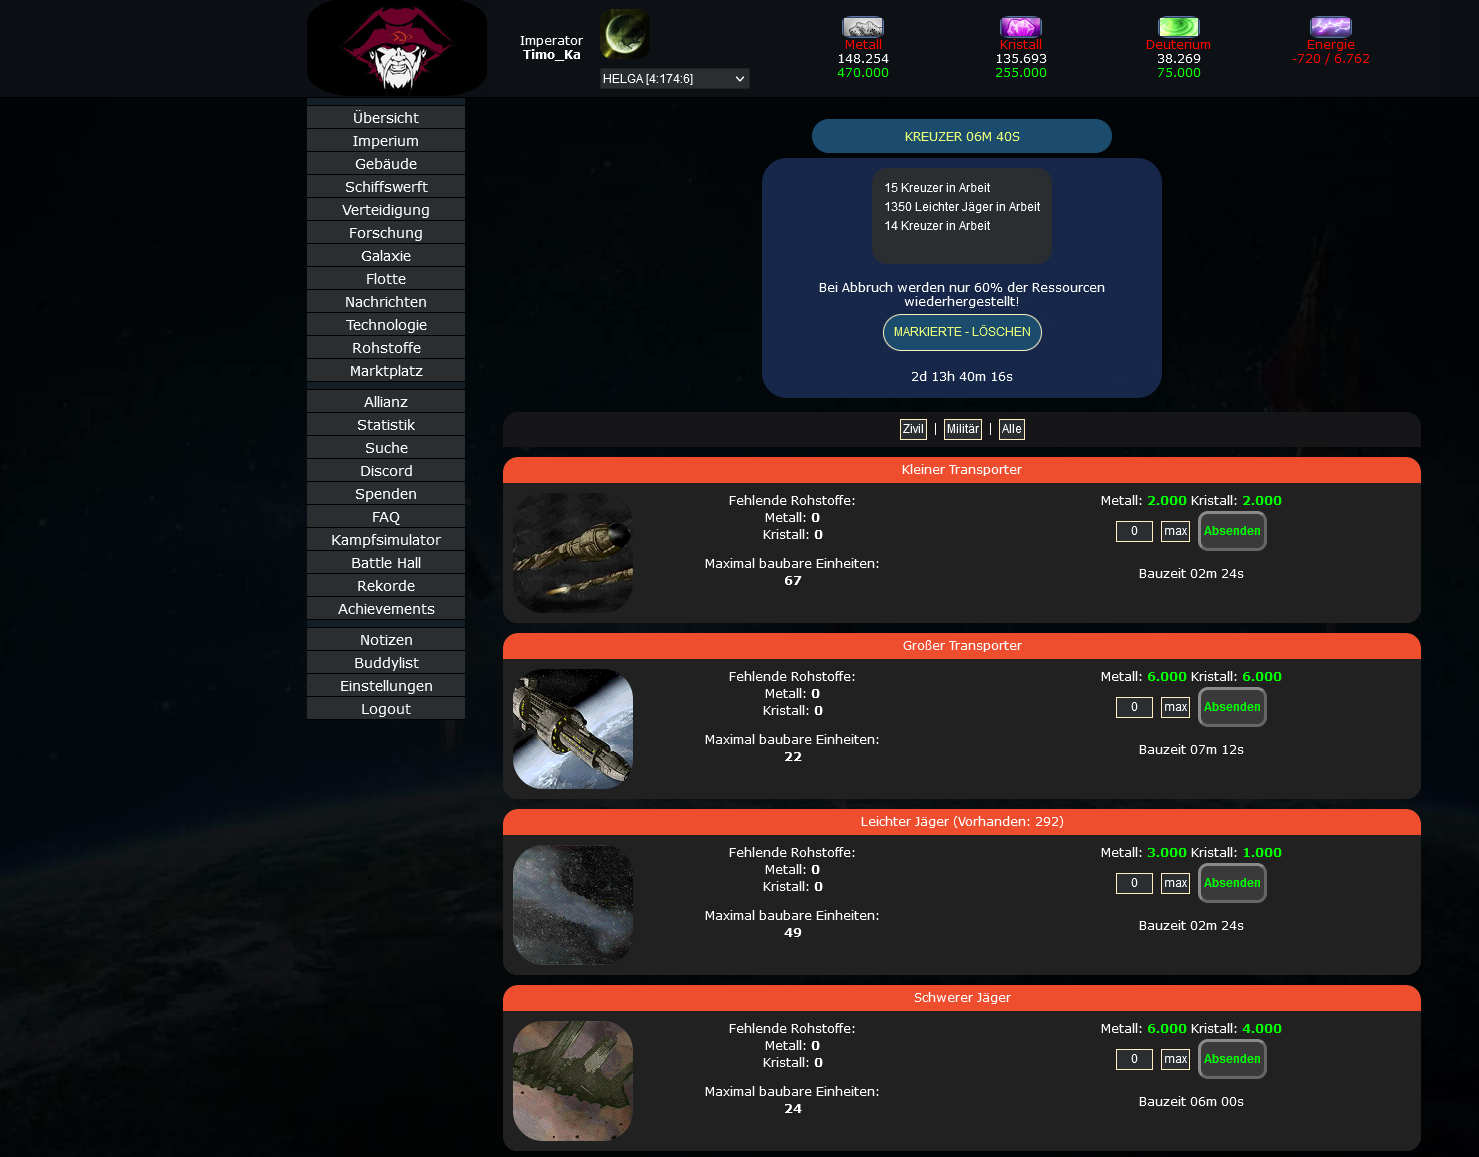 Imperator
Timo_Ka
HELGA [4:174:6]
Metall
148.254
470.000
Kristall
135.693
255.000
Deuterium
38.269
75.000
Energie
-720 / 6.762
Übersicht
Imperium
Gebäude
Schiffswerft
Verteidigung
Forschung
Galaxie
Flotte
Nachrichten
Technologie
Rohstoffe
Marktplatz
Allianz
Statistik
Suche
Discord
Spenden
FAQ
Kampfsimulator
Battle Hall
Rekorde
Achievements
Notizen
Buddylist
Einstellungen
Logout
KREUZER 06M 40S
15 Kreuzer in Arbeit
1350 Leichter Jäger in Arbeit
14 Kreuzer in Arbeit
Bei Abbruch werden nur 60% der Ressourcen
wiederhergestellt!
MARKIERTE - LÖSCHEN
2d 13h 40m 16s
Zivil | Militär | Alle
Kleiner Transporter
Fehlende Rohstoffe:
Metall: 0
Kristall: 0
Maximal baubare Einheiten:
67
Metall: 2.000 Kristall: 2.000
0 max Absenden
Bauzeit 02m 24s
Großer Transporter
Fehlende Rohstoffe:
Metall: 0
Kristall: 0
Maximal baubare Einheiten:
22
Metall: 6.000 Kristall: 6.000
0 max Absenden
Bauzeit 07m 12s
Leichter Jäger (Vorhanden: 292)
Fehlende Rohstoffe:
Metall: 0
Kristall: 0
Maximal baubare Einheiten:
49
Metall: 3.000 Kristall: 1.000
0 max Absenden
Bauzeit 02m 24s
Schwerer Jäger
Fehlende Rohstoffe:
Metall: 0
Kristall: 0
Maximal baubare Einheiten:
24
Metall: 6.000 Kristall: 4.000
0 max Absenden
Bauzeit 06m 00s